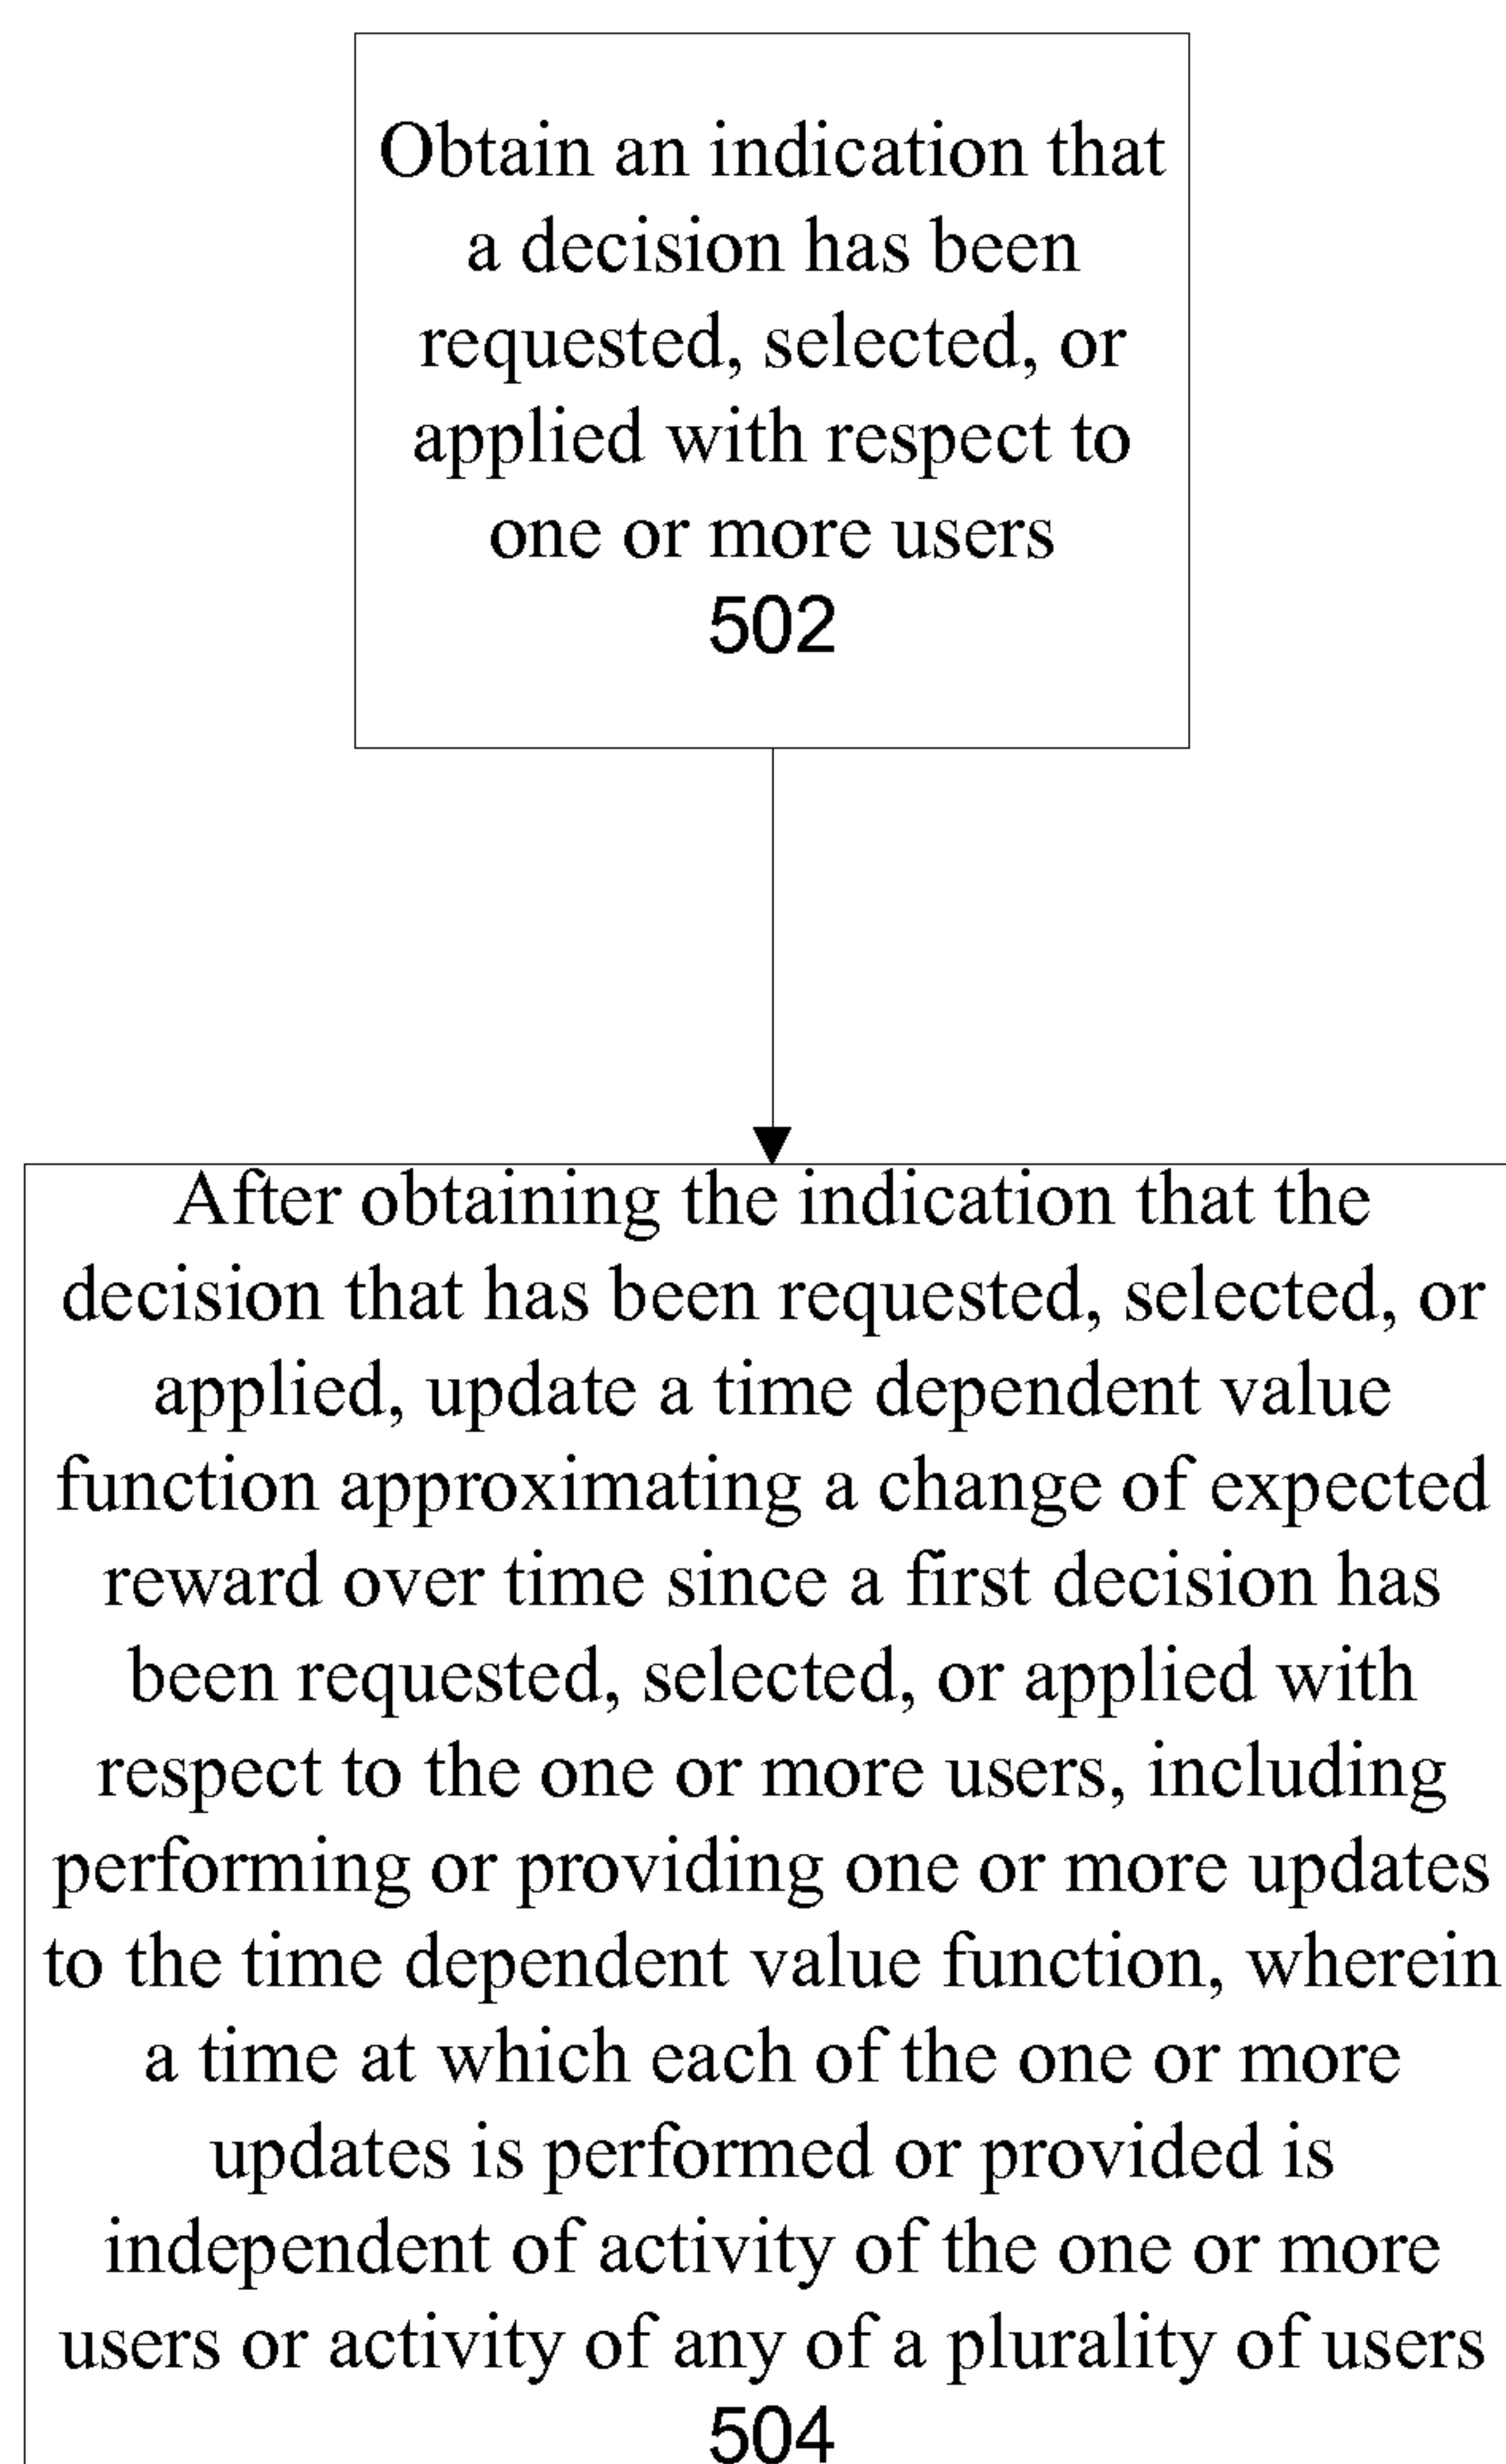 Obtain an indication that
a decision has been
requested, selected, or
applied with respect to
one or more users
502
After obtaining the indication that the
decision that has been requested, selected, or
applied, update a time dependent value
function approximating a change of expected
reward over time since a first decision has
been requested, selected, or applied with
respect to the one or more users, including
performing or providing one or more updates
to the time dependent value function, wherein
a time at which each of the one or more
updates is performed or provided is
independent of activity of the one or more
users or activity of any of a plurality of users
504